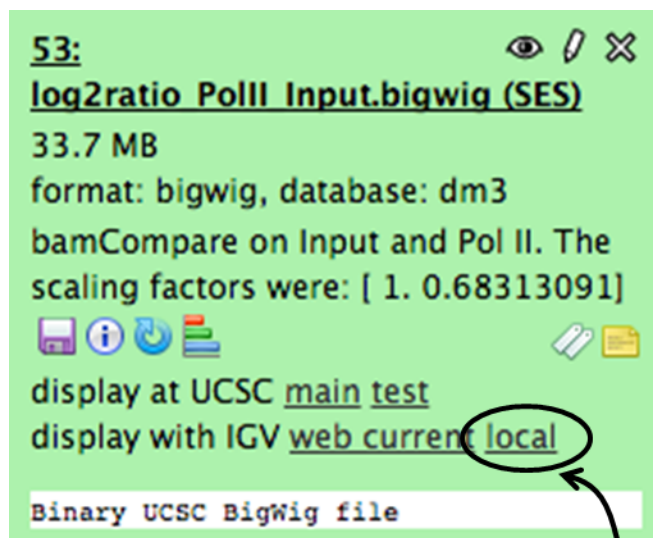 53:
log2ratio_PolII_Input.bigwig (SES)
33.7 MB
format: bigwig, database: dm3
bamCompare on Input and Pol II. The
scaling factors were: [ 1. 0.68313091]
display at UCSC main test
display with IGV web current local
Binary UCSC BigWig file